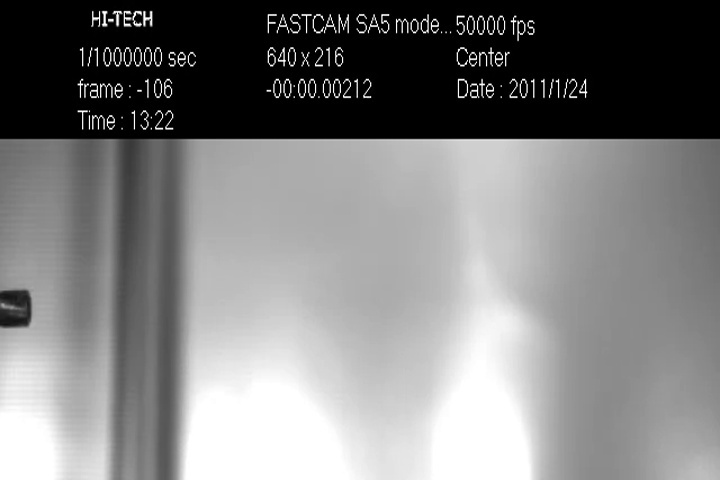 HI-TECH FASTCAM SA5 mode... 50000 fps
1/1000000 sec 640 x 216 Center
frame : -106 -00:00.00212 Date : 2011/1/24
Time : 13:22